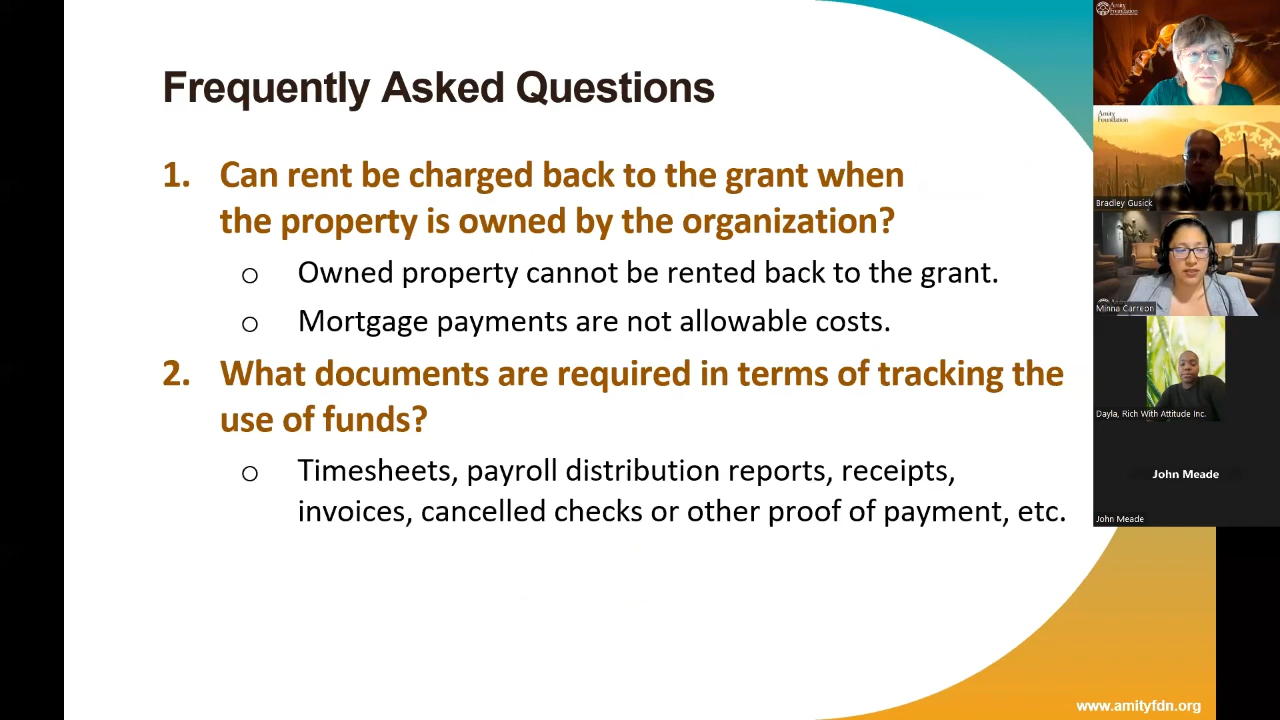 Frequently Asked Questions
1. Can rent be charged back to the grant when
the property is owned by the organization?
o Owned property cannot be rented back to the grant.
o Mortgage payments are not allowable costs.
2. What documents are required in terms of tracking the
use of funds?
o Timesheets, payroll distribution reports, receipts,
invoices, cancelled checks or other proof of payment, etc.
www.amityfdn.org
Amity
Foundation
Amity
Foundation
Bradley Gusick
Minna Carreon
Dayla, Rich With Attitude Inc.
John Meade
John Meade